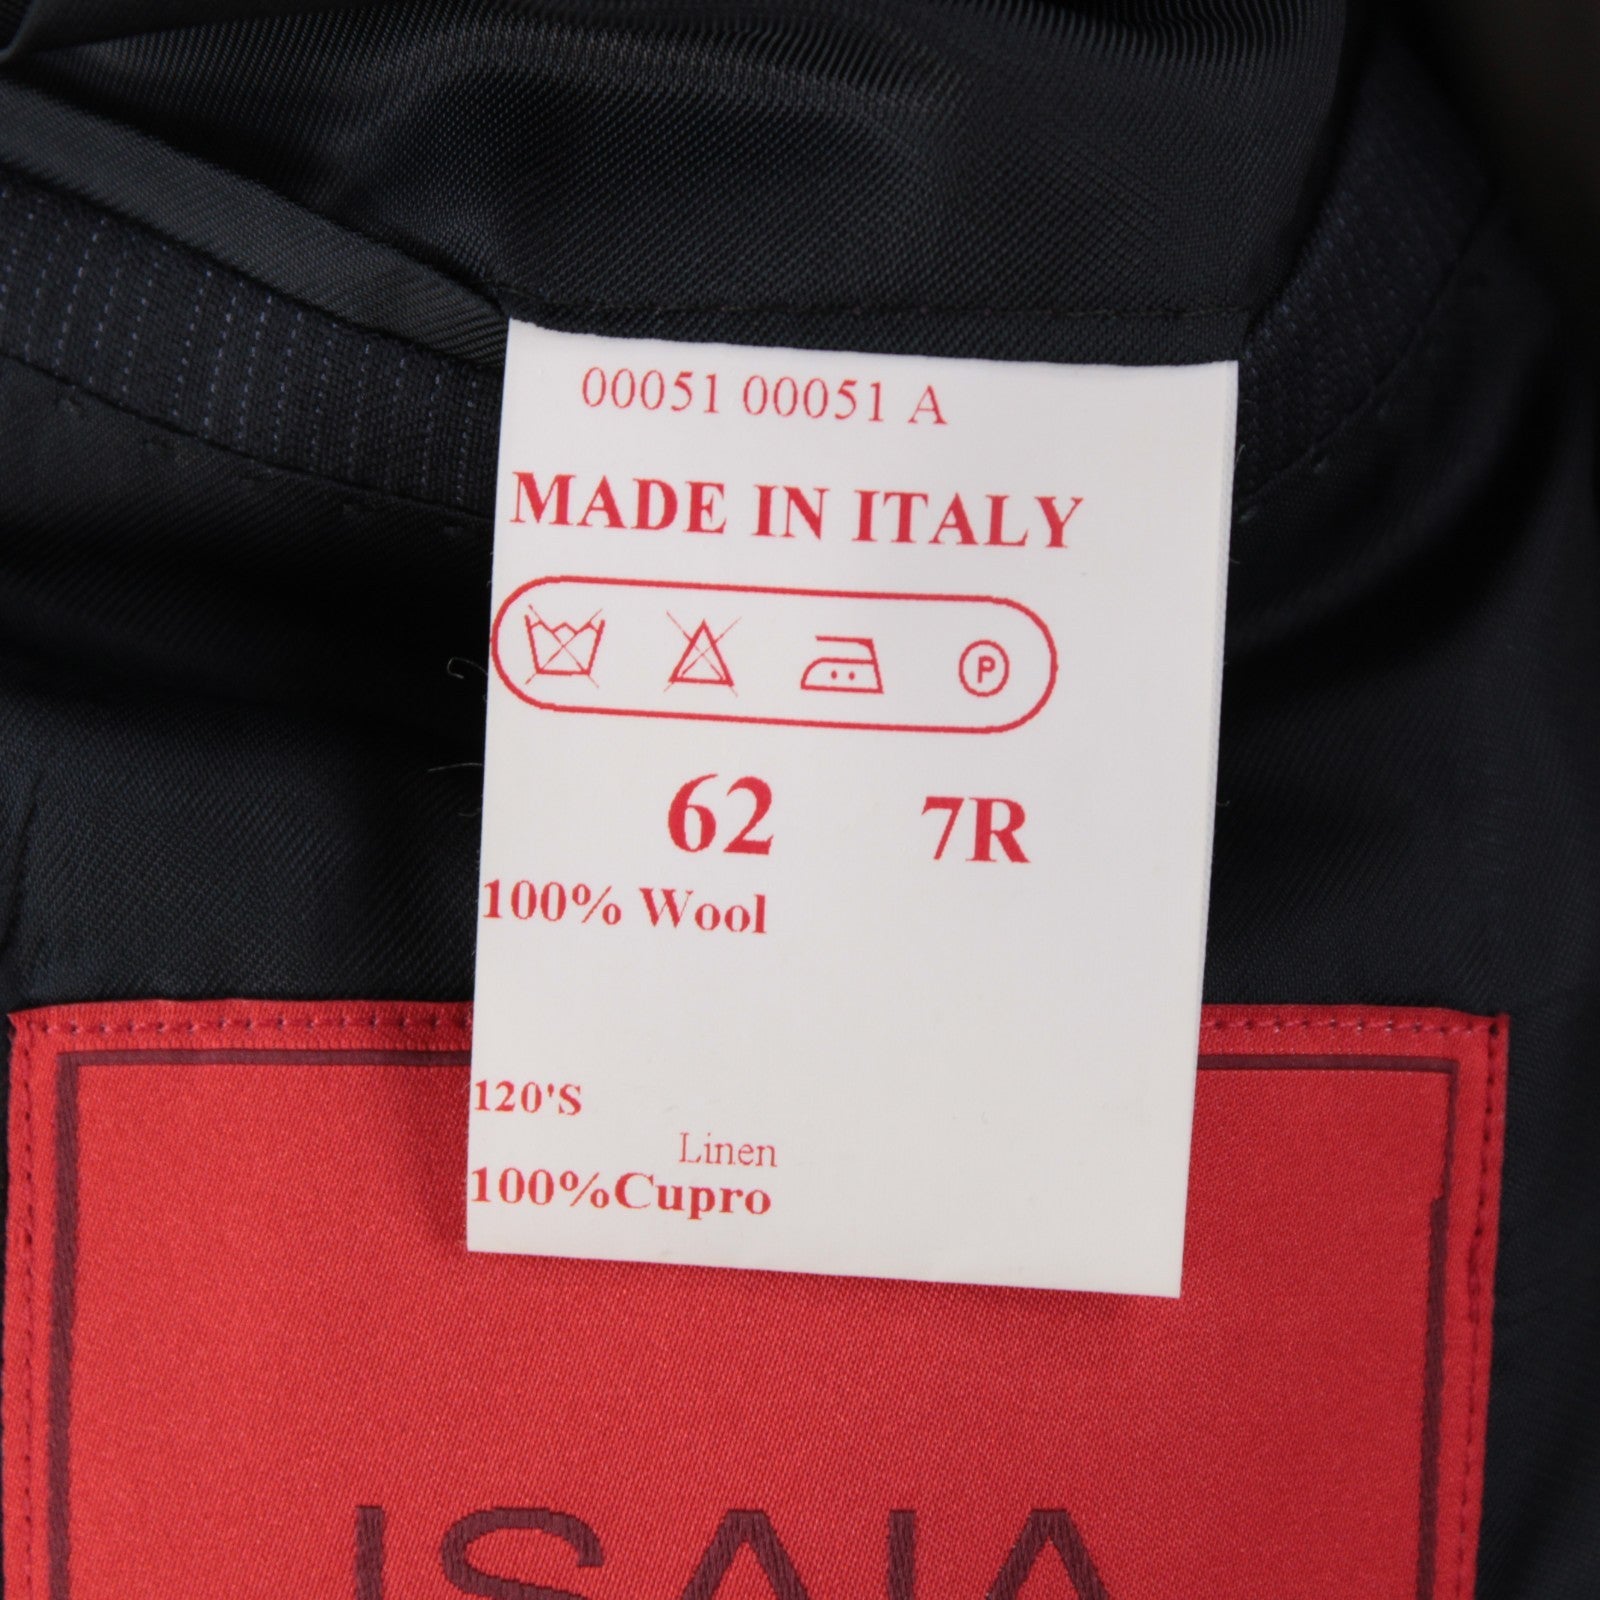 00051 00051 A
MADE IN ITALY
P
62 7R
100% Wool
120'S
Linen
100%Cupro
ISAIA